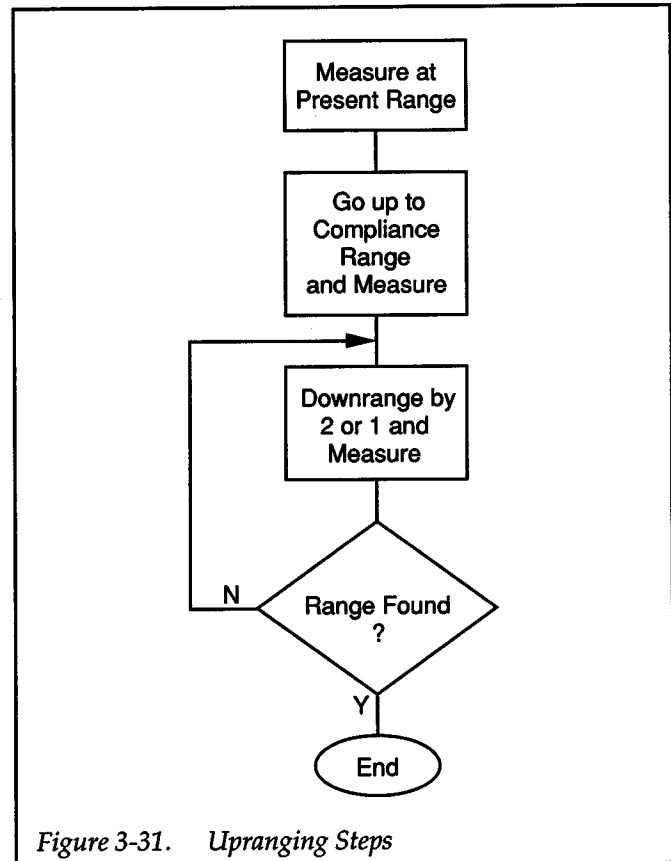 Measure at
Present Range
Go up to
Compliance
Range
and Measure
Downrange by
2 or 1 and
Measure
N
Range Found
?
Y
End
Figure 3-31. Upranging Steps